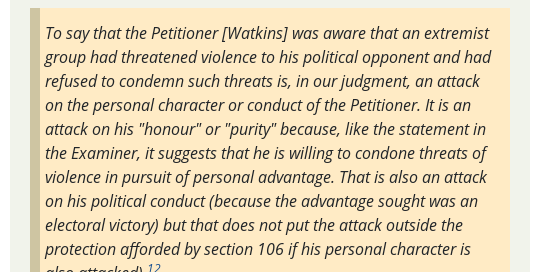 To say that the Petitioner [Watkins] was aware that an extremist
group had threatened violence to his political opponent and had
refused to condemn such threats is, in our judgment, an attack
on the personal character or conduct of the Petitioner. It is an
attack on his "honour" or "purity" because, like the statement in
the Examiner, it suggests that he is willing to condone threats of
violence in pursuit of personal advantage. That is also an attack
on his political conduct (because the advantage sought was an
electoral victory) but that does not put the attack outside the
protection afforded by section 106 if his personal character is
also attacked).12